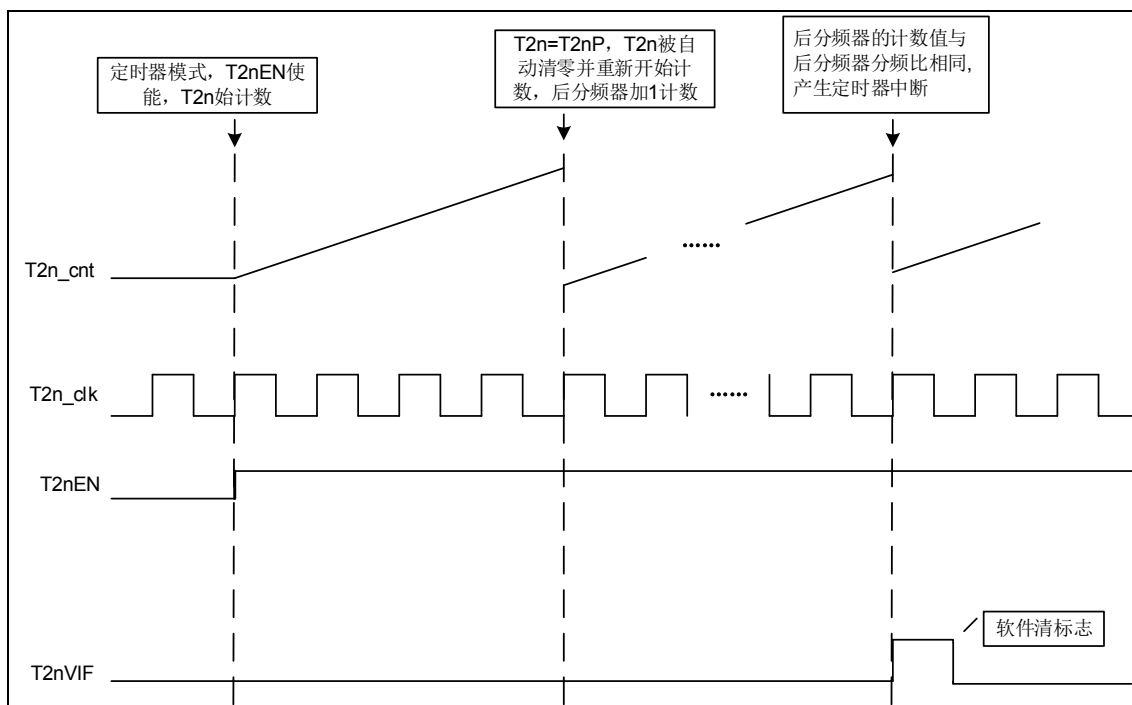 定时器模式，T2nEN使
能，T2n始计数
T2n=T2nP，T2n被自
动清零并重新开始计
数，后分频器加1计数
后分频器的计数值与
后分频器分频比相同,
产生定时器中断
T2n_cnt
......
T2n_clk
......
T2nEN
软件清标志
T2nVIF